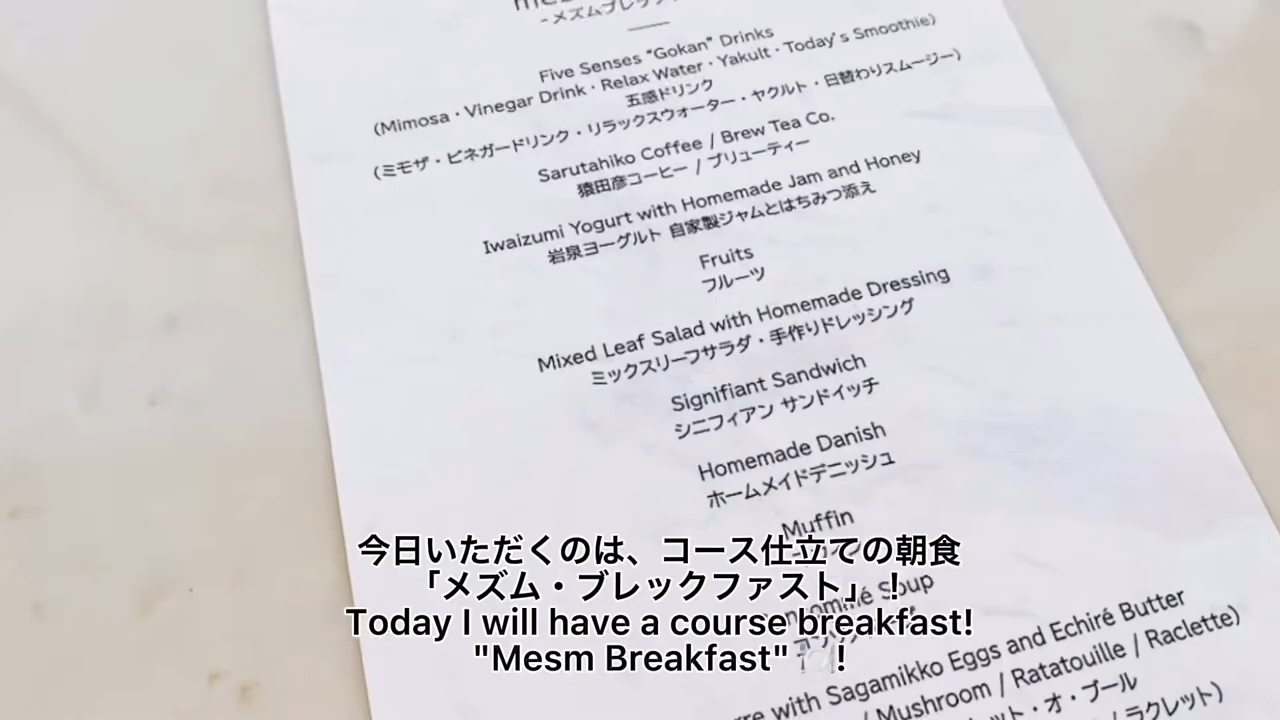 -メズムブレックフ
Five Senses "Gokan" Drinks
(Mimosa・Vinegar Drink・Relax Water・Yakult・Today's Smoothie)
五感ドリンク
(ミモザ・ビネガードリンク・リラックスウォーター・ヤクルト・日替わりスムージー)
Sarutahiko Coffee / Brew Tea Co.
猿田彦コーヒー / ブリューティー
Iwaizumi Yogurt with Homemade Jam and Honey
岩泉ヨーグルト 自家製ジャムとはちみつ添え
Fruits
フルーツ
Mixed Leaf Salad with Homemade Dressing
ミックスリーフサラダ・手作りドレッシング
Signifiant Sandwich
シニフィアン サンドイッチ
Homemade Danish
ホームメイドデニッシュ
Muffin
Soup
with Sagamikko Eggs and Echiré Butter
/ Mushroom / Ratatouille / Raclette)
ット・オ・ブール
/ ラクレット)
今日いただくのは、コース仕立ての朝食
「メズム・ブレックファスト」！
Today I will have a course breakfast!
"Mesm Breakfast"🍽️!